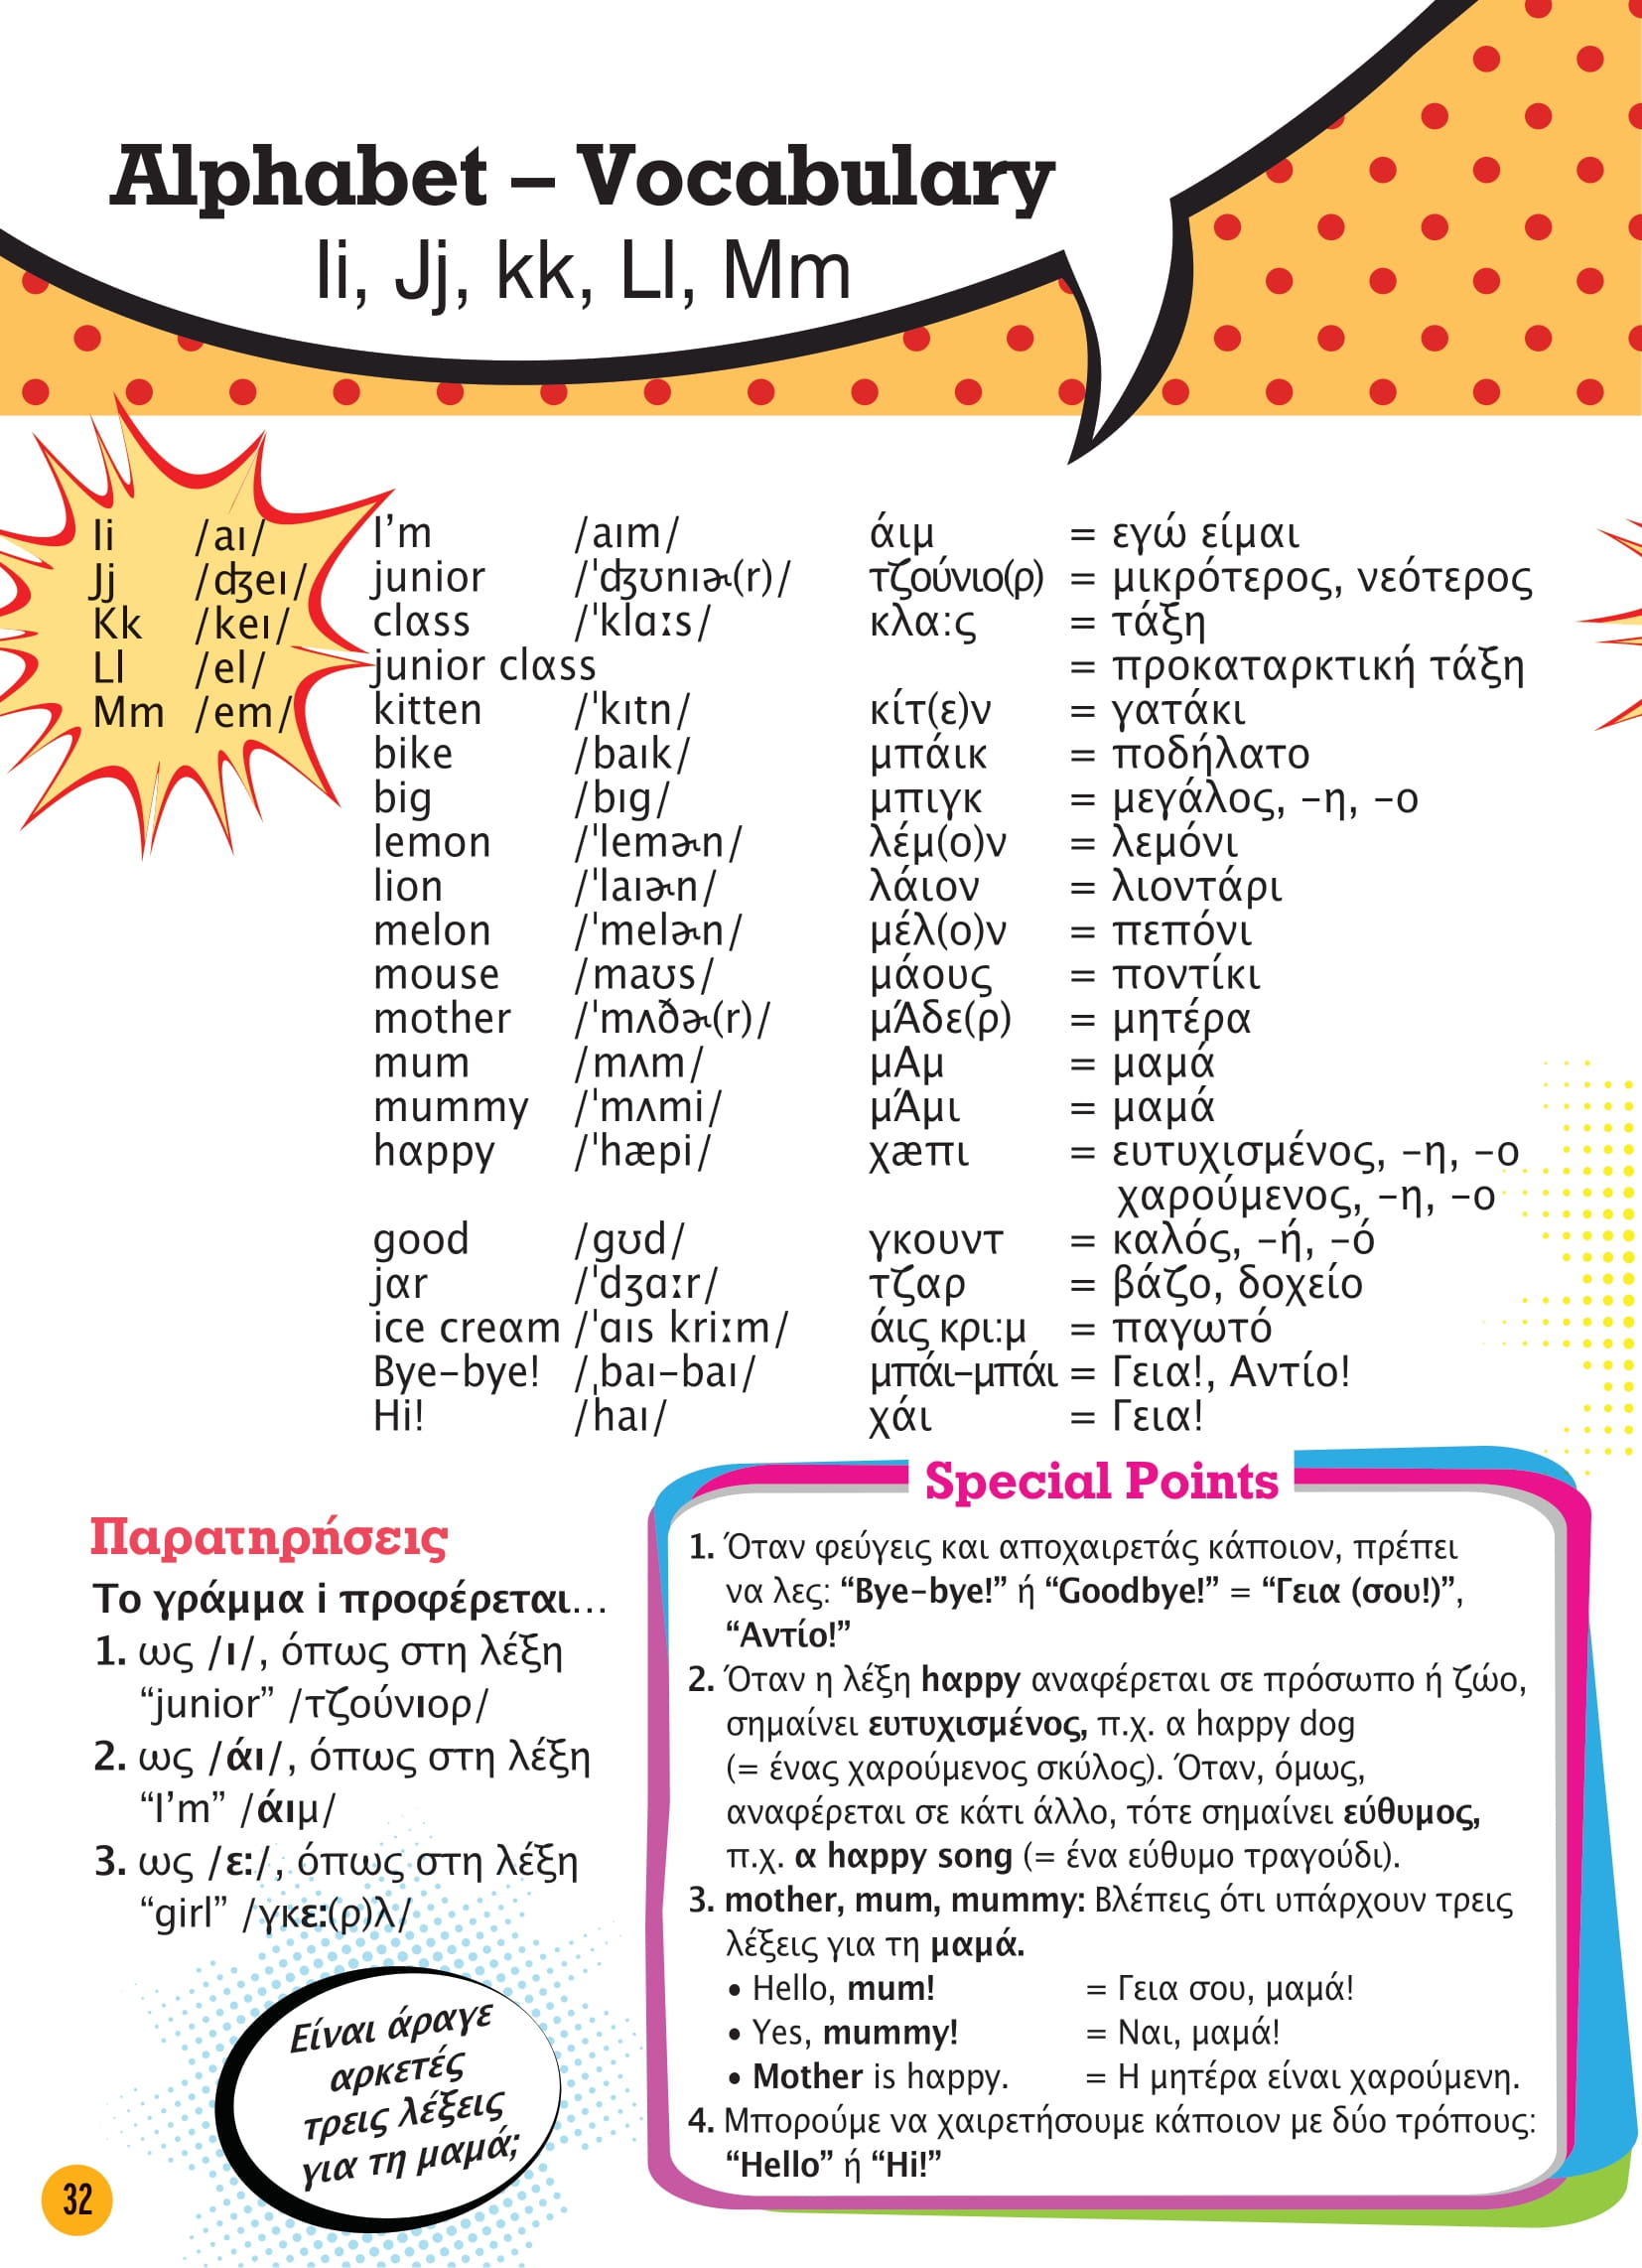 Alphabet – Vocabulary
Ii, Jj, kk, Ll, Mm
Ii /aɪ/
Jj /ʤeɪ/
Kk /keɪ/
Ll /el/
Mm /em/
I’m /aɪm/ άιμ = εγώ είμαι
junior /ˈʤʊnɪɚ(r)/ τζούνιο(ρ) = μικρότερος, νεότερος
class /ˈklɑːs/ κλα:ς = τάξη
junior class = προκαταρκτική τάξη
kitten /ˈkɪtn/ κίτ(ε)ν = γατάκι
bike /baɪk/ μπάικ = ποδήλατο
big /bɪg/ μπιγκ = μεγάλος, –η, –ο
lemon /ˈlemɚn/ λέμ(ο)ν = λεμόνι
lion /ˈlaɪɚn/ λάιον = λιοντάρι
melon /ˈmelɚn/ μέλ(ο)ν = πεπόνι
mouse /maʊs/ μάους = ποντίκι
mother /ˈmʌðɚ(r)/ μΆδε(ρ) = μητέρα
mum /mʌm/ μΑμ = μαμά
mummy /ˈmʌmi/ μΆμι = μαμά
happy /ˈhæpi/ χæπι = ευτυχισμένος, –η, –ο
χαρούμενος, –η, –ο
good /gʊd/ γκουντ = καλός, –ή, –ό
jar /ˈdʒɑːr/ τζαρ = βάζο, δοχείο
ice cream /ˈɑɪs kriːm/ άις κρι:μ = παγωτό
Bye–bye! /ˌbaɪ–baɪ/ μπάι–μπάι = Γεια!, Αντίο!
Hi! /haɪ/ χάι = Γεια!
Παρατηρήσεις
Το γράμμα i προφέρεται…
1. ως /ɪ/, όπως στη λέξη
“junior” /τζούνιορ/
2. ως /άι/, όπως στη λέξη
“I’m” /άιμ/
3. ως /ε:/, όπως στη λέξη
“girl” /γκε:(ρ)λ/
Είναι άραγε
αρκετές
τρεις λέξεις
για τη μαμά;
32
Special Points
1. Όταν φεύγεις και αποχαιρετάς κάποιον, πρέπει
να λες: “Bye–bye!” ή “Goodbye!” = “Γεια (σου!)”,
“Αντίο!”
2. Όταν η λέξη happy αναφέρεται σε πρόσωπο ή ζώο,
σημαίνει ευτυχισμένος, π.χ. a happy dog
(= ένας χαρούμενος σκύλος). Όταν, όμως,
αναφέρεται σε κάτι άλλο, τότε σημαίνει εύθυμος,
π.χ. a happy song (= ένα εύθυμο τραγούδι).
3. mother, mum, mummy: Βλέπεις ότι υπάρχουν τρεις
λέξεις για τη μαμά.
• Hello, mum! = Γεια σου, μαμά!
• Yes, mummy! = Ναι, μαμά!
• Mother is happy. = Η μητέρα είναι χαρούμενη.
4. Μπορούμε να χαιρετήσουμε κάποιον με δύο τρόπους:
“Hello” ή “Hi!”